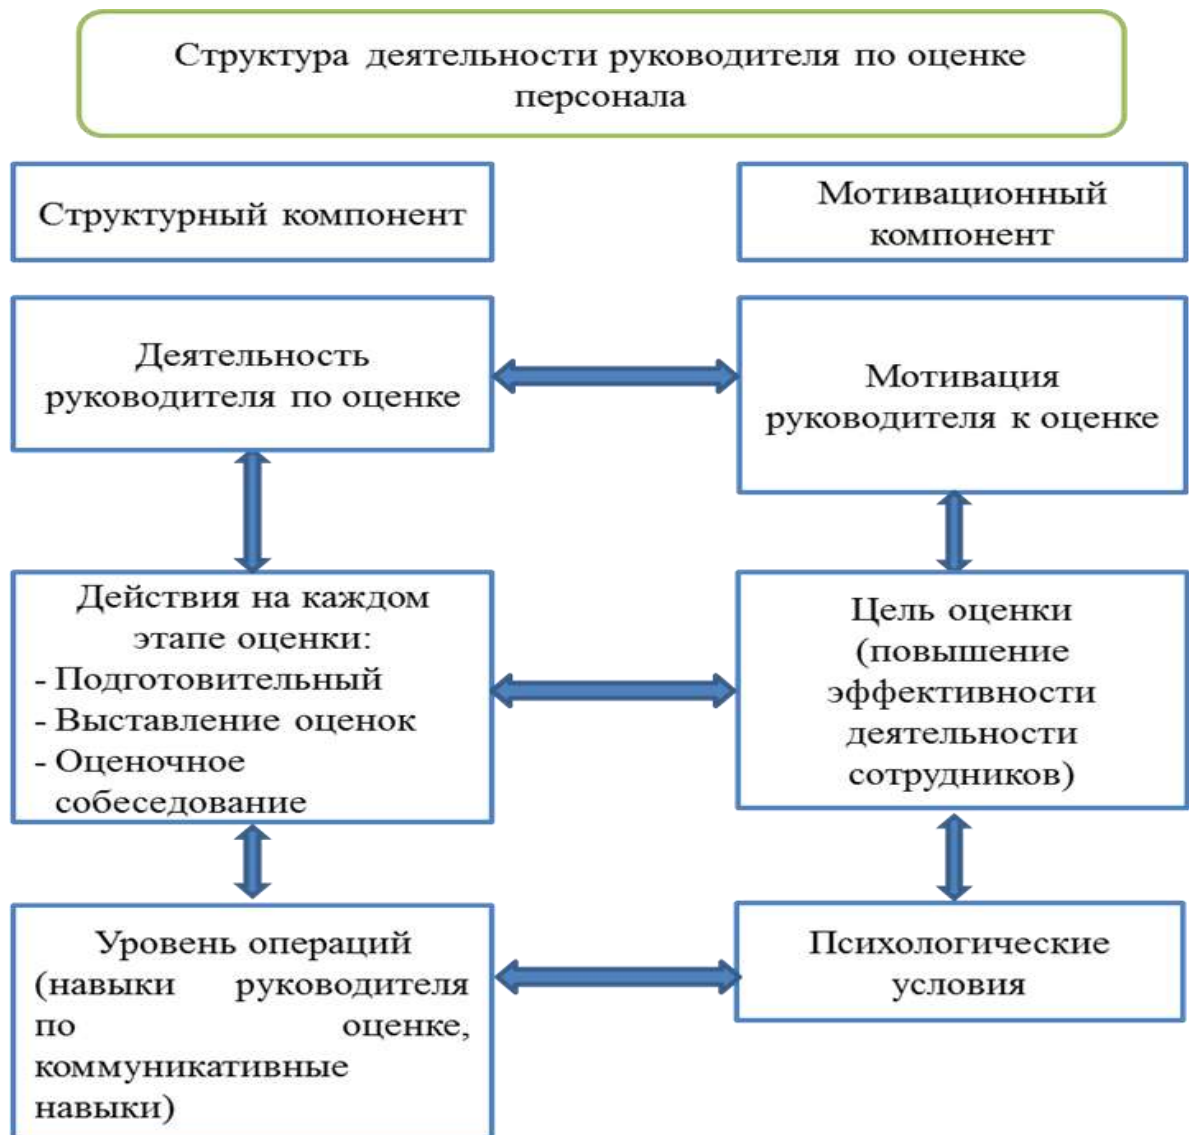 Структура деятельности руководителя по оценке
персонала
Структурный компонент
Мотивационный
компонент
Деятельность
руководителя по оценке
Мотивация
руководителя к оценке
Действия на каждом
этапе оценки:
- Подготовительный
- Выставление оценок
- Оценочное
собеседование
Цель оценки
(повышение
эффективности
деятельности
сотрудников)
Уровень операций
(навыки руководителя
по оценке,
коммуникативные
навыки)
Психологические
условия